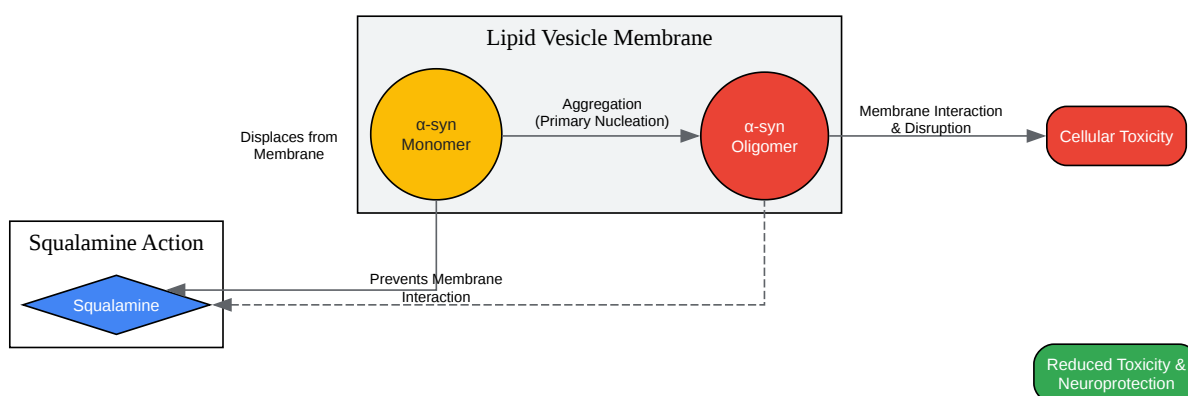 Lipid Vesicle Membrane
α-syn
Monomer
Aggregation
(Primary Nucleation)
α-syn
Oligomer
Membrane Interaction
& Disruption
Cellular Toxicity
Displaces from
Membrane
Squalamine Action
Squalamine
Prevents Membrane
Interaction
Reduced Toxicity &
Neuroprotection